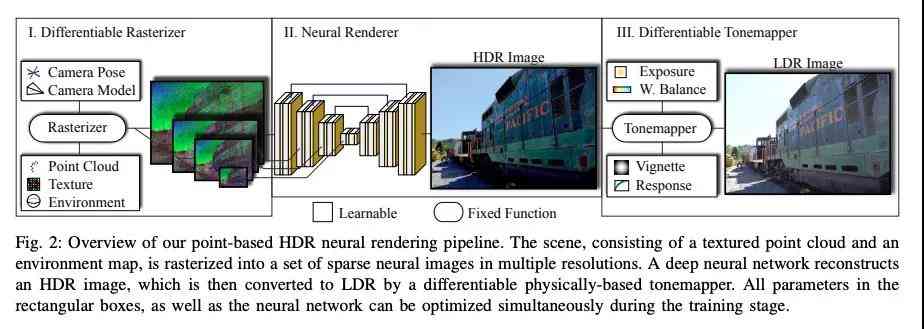 I. Differentiable Rasterizer
Camera Pose
Camera Model
Rasterizer
Point Cloud
Texture
Environment
II. Neural Renderer
HDR Image
PACIFIC
Learnable
Fixed Function
III. Differentiable Tonemapper
Exposure
W. Balance
Tonemapper
Vignette
Response
LDR Image
PACIFIC
Fig. 2: Overview of our point-based HDR neural rendering pipeline. The scene, consisting of a textured point cloud and an
environment map, is rasterized into a set of sparse neural images in multiple resolutions. A deep neural network reconstructs
an HDR image, which is then converted to LDR by a differentiable physically-based tonemapper. All parameters in the
rectangular boxes, as well as the neural network can be optimized simultaneously during the training stage.